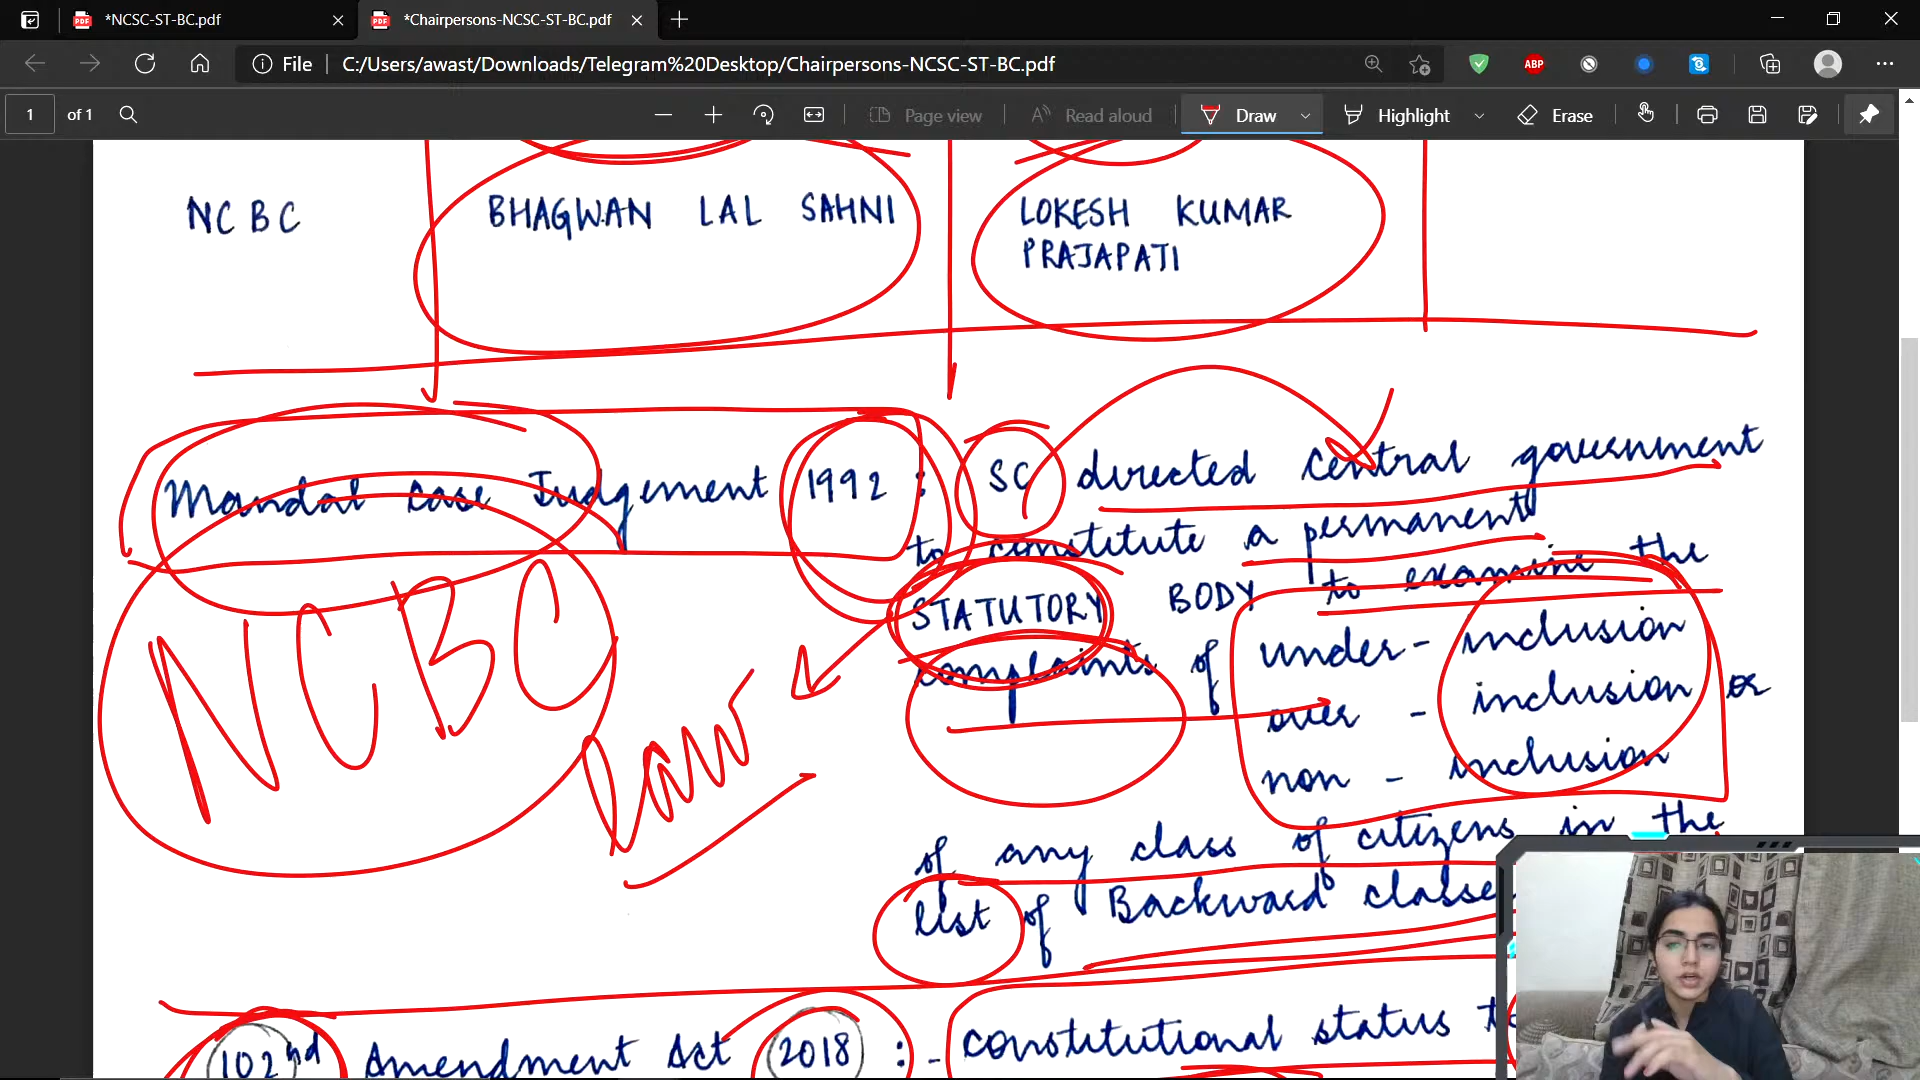 *NCSC-ST-BC.pdf
*Chairpersons-NCSC-ST-BC.pdf
File C:/Users/awast/Downloads/Telegram%20Desktop/Chairpersons-NCSC-ST-BC.pdf
ABP
1 of 1 Page view Read aloud Draw Highlight Erase
NCBC BHAGWAN LAL SAHNI LOKESH KUMAR
PRAJAPATI
Mandal case Judgement 1992 : SC directed central government
to constitute a permanent
STATUTORY BODY to examine the
complaints of under - inclusion
over - inclusion or
non - inclusion
of any class of citizens in the
list of Backward classe
NCBC
law
102nd Amendment Act 2018 : - constitutional status to